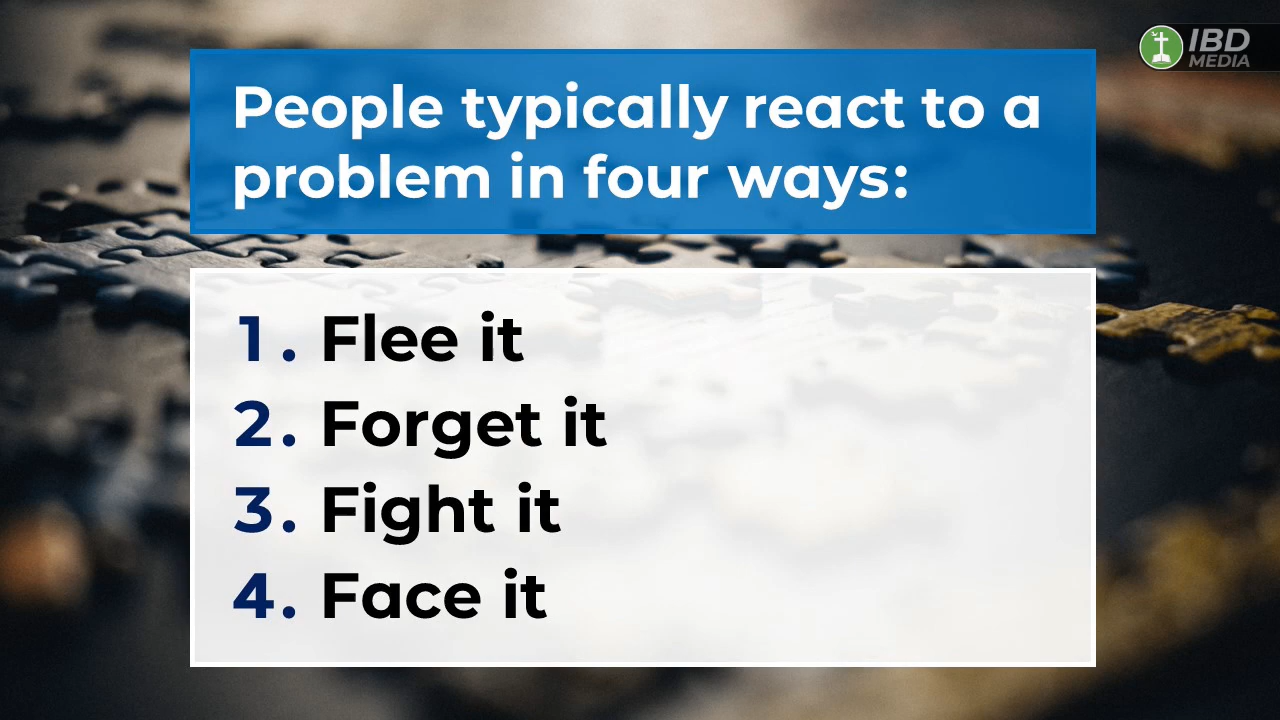 IBD
MEDIA
People typically react to a
problem in four ways:
1. Flee it
2. Forget it
3. Fight it
4. Face it